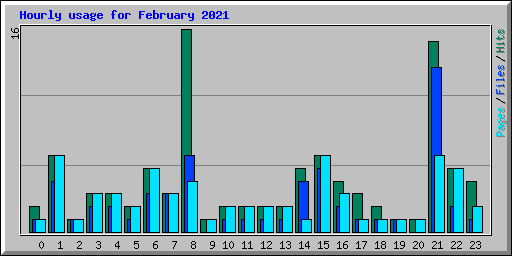 Hourly usage for February 2021
16
Pages/Files/Hits
0 1 2 3 4 5 6 7 8 9 10 11 12 13 14 15 16 17 18 19 20 21 22 23